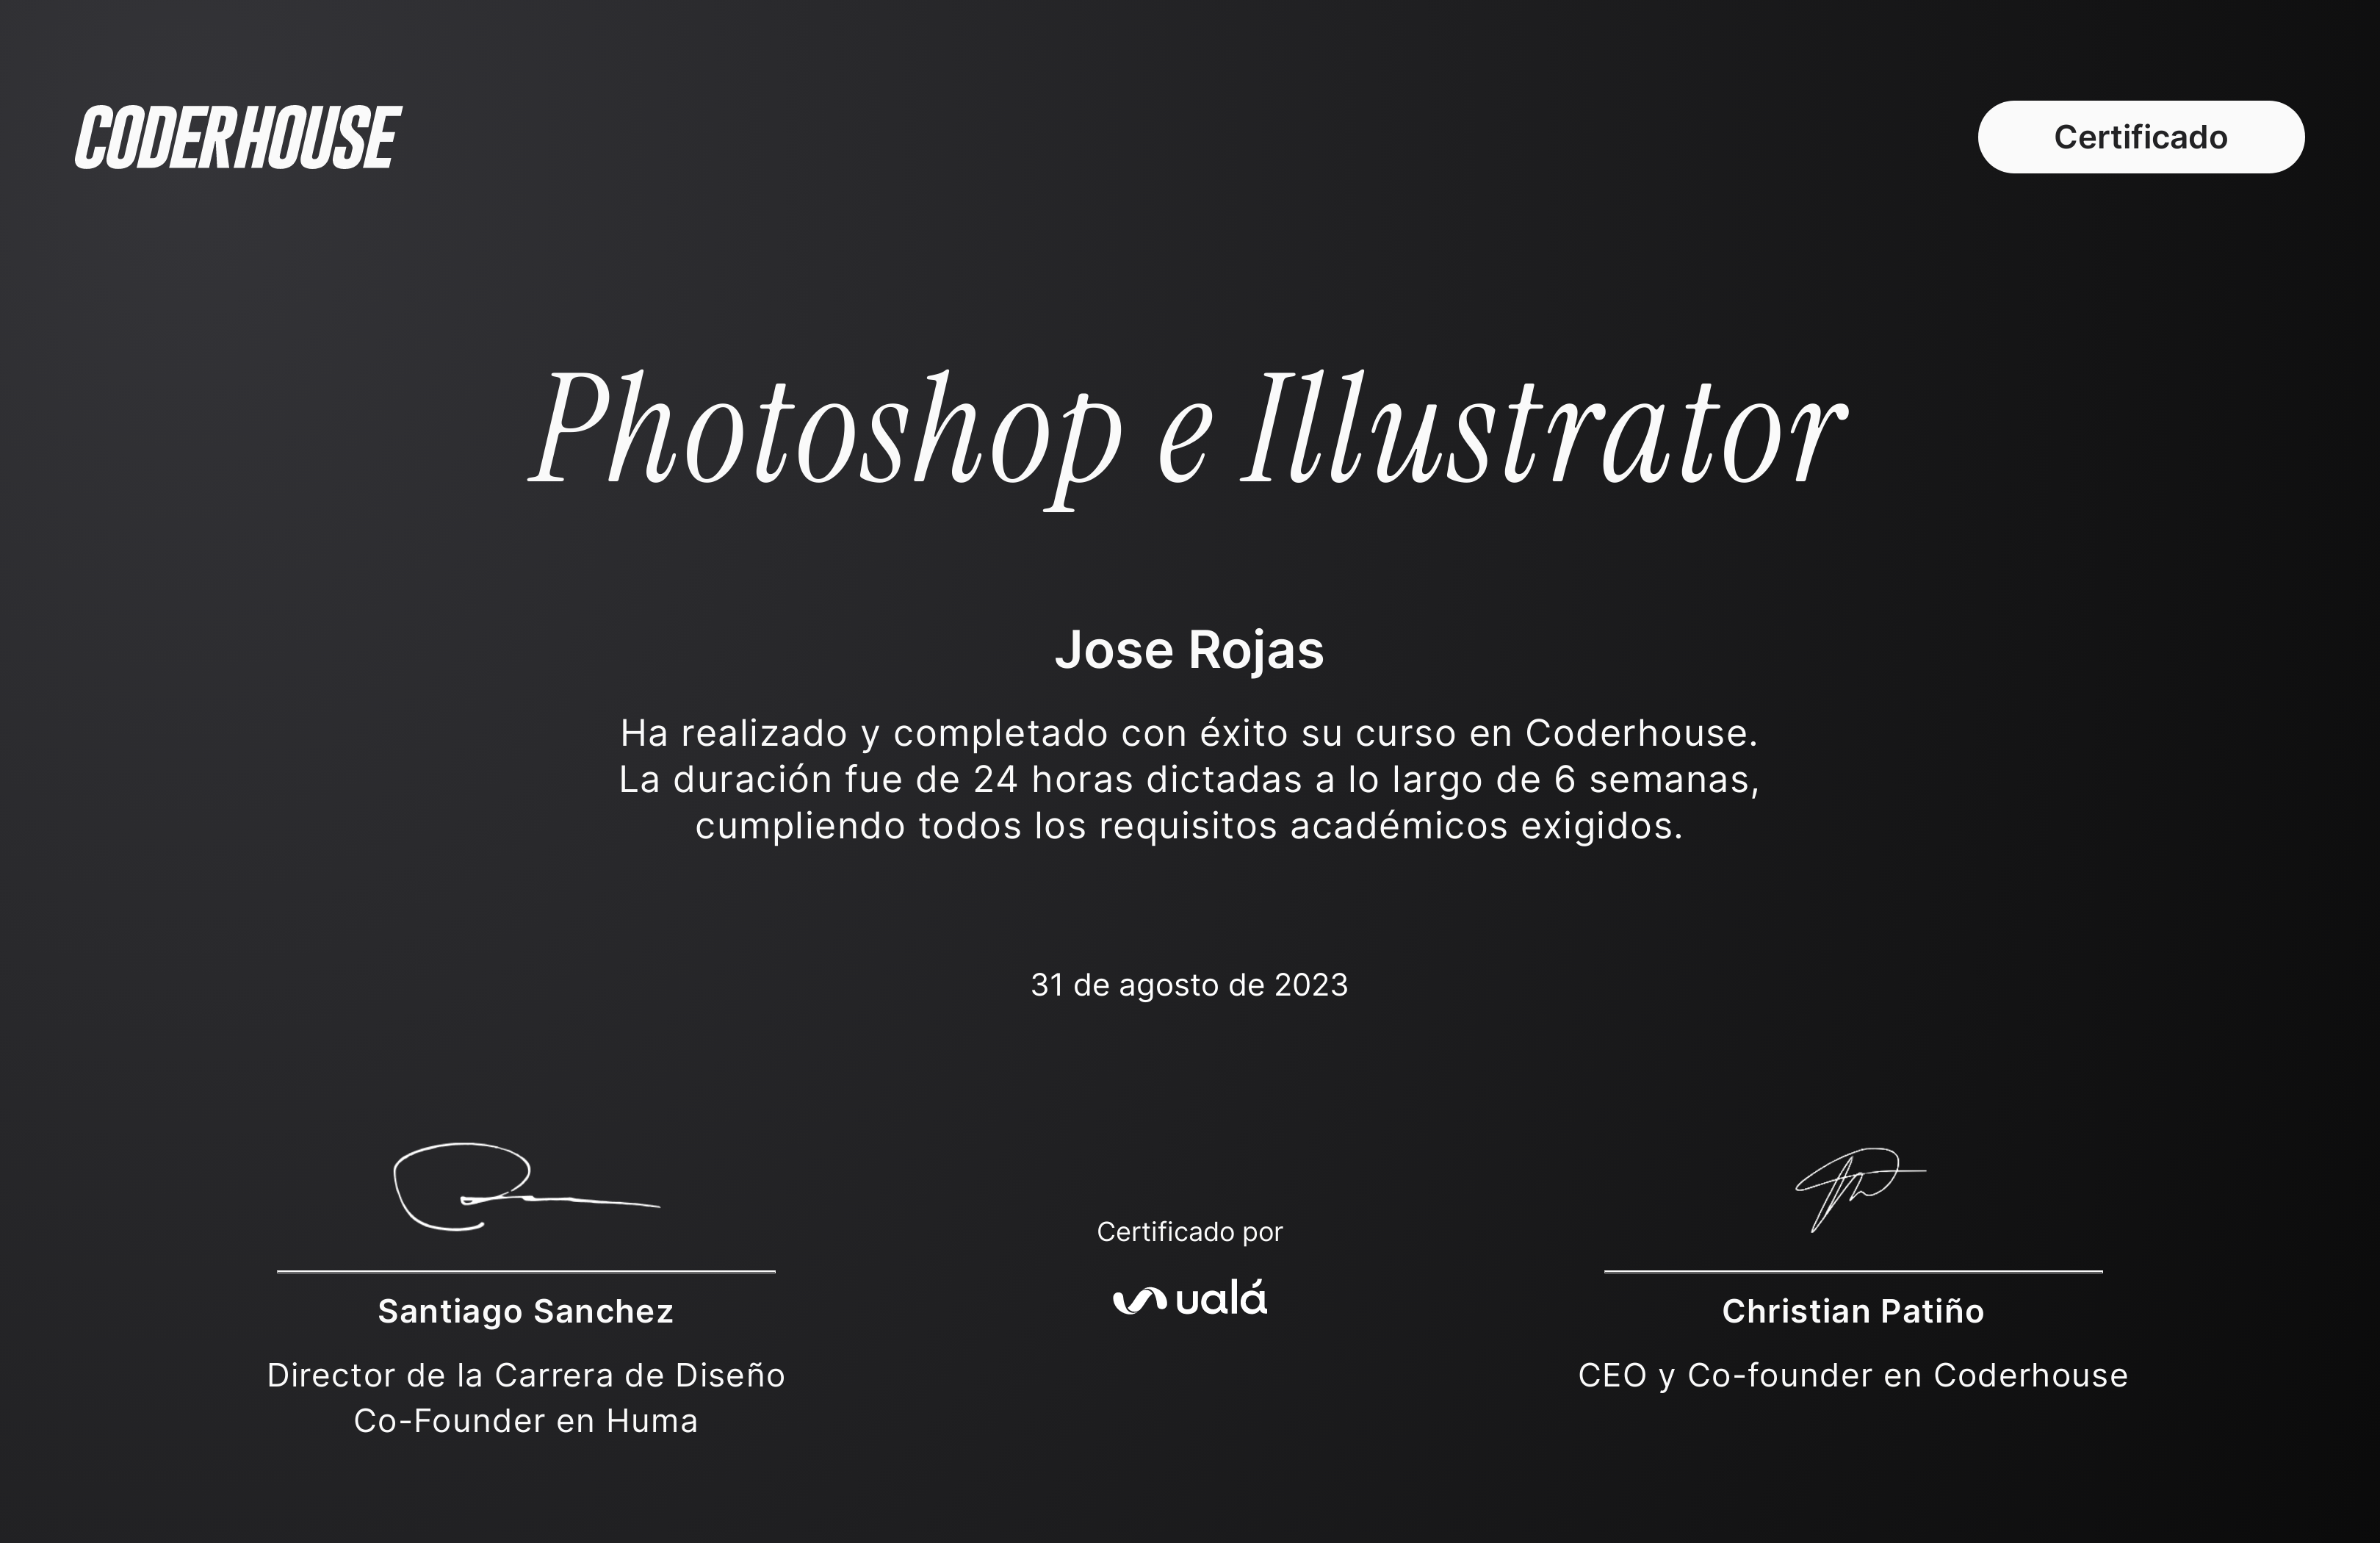 CODERHOUSE
Certificado
Photoshop e Illustrator
Jose Rojas
Ha realizado y completado con éxito su curso en Coderhouse.
La duración fue de 24 horas dictadas a lo largo de 6 semanas,
cumpliendo todos los requisitos académicos exigidos.
31 de agosto de 2023
Santiago Sanchez
Director de la Carrera de Diseño
Co-Founder en Huma
Certificado por
ualá
Christian Patiño
CEO y Co-founder en Coderhouse